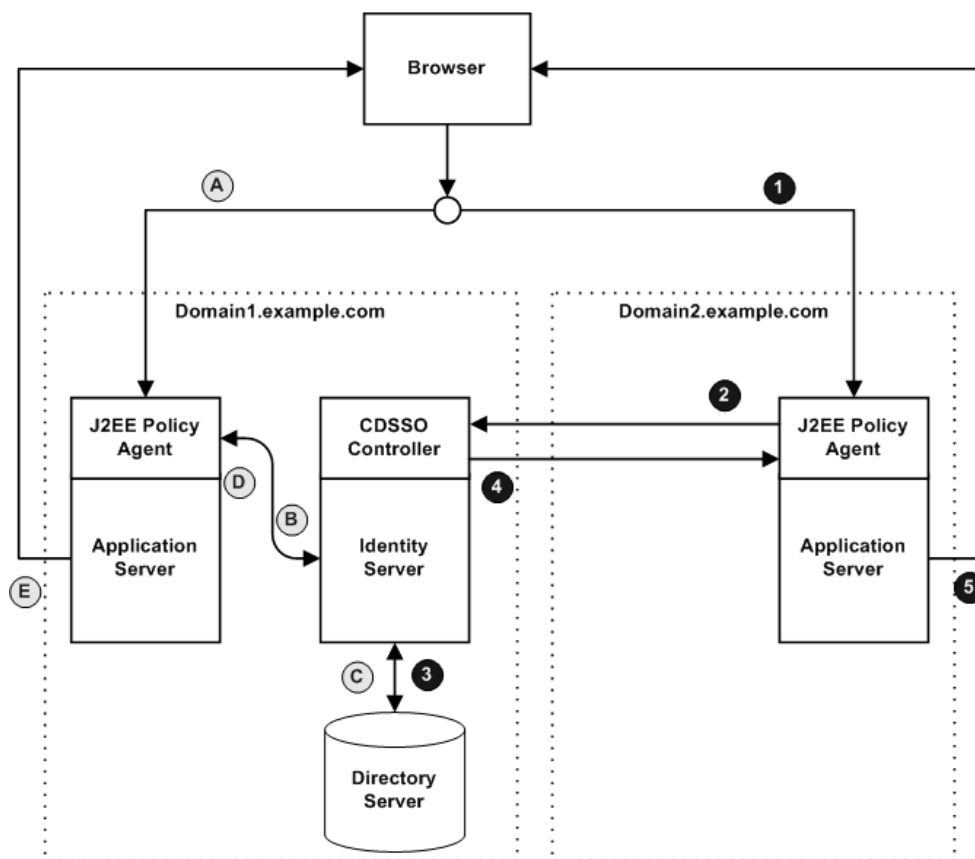 Browser
A
1
Domain1.example.com
Domain2.example.com
J2EE Policy
Agent
CDSSO
Controller
2
J2EE Policy
Agent
D
4
B
Application
Server
Identity
Server
Application
Server
E
5
C
3
Directory
Server